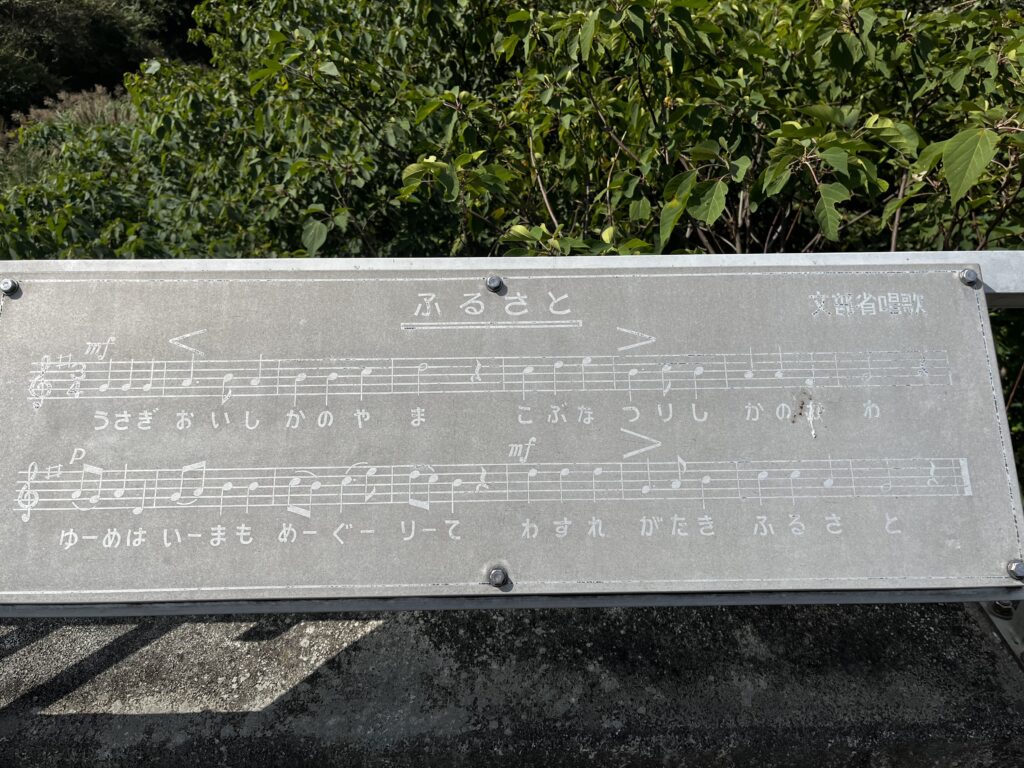 ふるさと
文部省唱歌
mf
3
4
うさぎ おいし かのやま こぶな つりし かのかわ
P
mf
ゆーめは いーまも めーぐーりーて わすれ がたき ふるさと